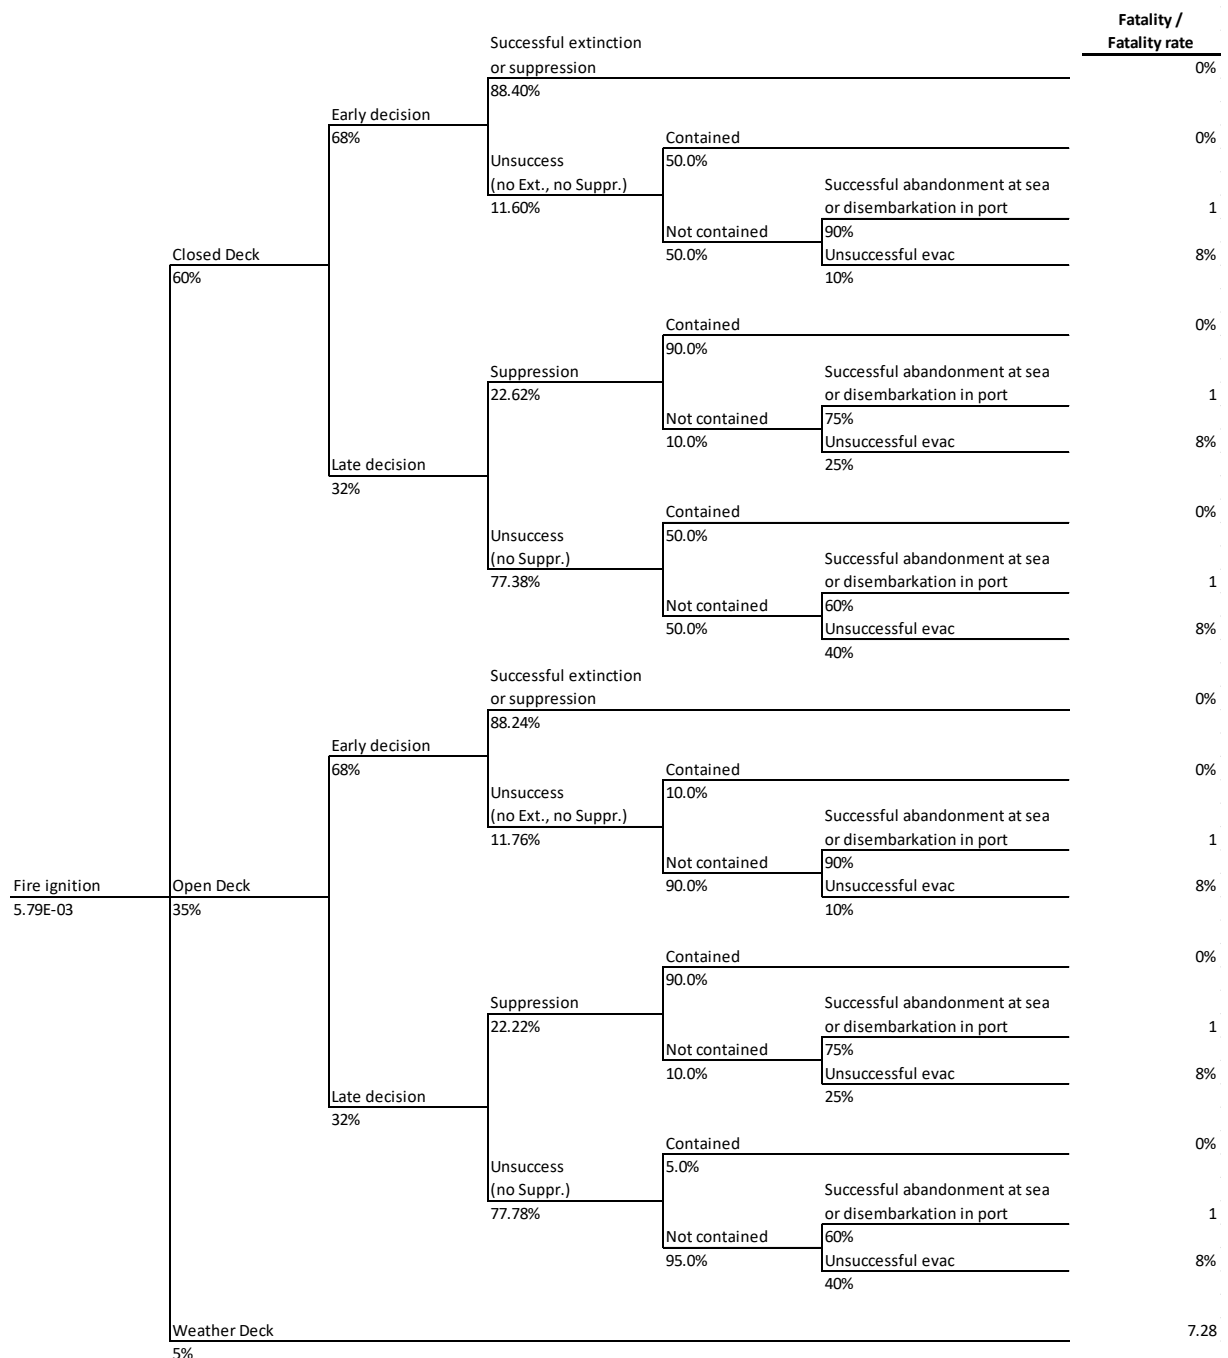 Fatality /
Fatality rate
Successful extinction
or suppression
0%
88.40%
Early decision
68%
Contained
0%
50.0%
Unsuccess
(no Ext., no Suppr.)
11.60%
Successful abandonment at sea
or disembarkation in port
1
90%
Not contained
50.0%
Unsuccessful evac
8%
10%
Closed Deck
60%
Contained
0%
90.0%
Suppression
22.62%
Successful abandonment at sea
or disembarkation in port
1
75%
Not contained
10.0%
Unsuccessful evac
8%
25%
Late decision
32%
Contained
0%
50.0%
Unsuccess
(no Suppr.)
77.38%
Successful abandonment at sea
or disembarkation in port
1
60%
Not contained
50.0%
Unsuccessful evac
8%
40%
Successful extinction
or suppression
0%
88.24%
Early decision
68%
Contained
0%
10.0%
Unsuccess
(no Ext., no Suppr.)
11.76%
Successful abandonment at sea
or disembarkation in port
1
90%
Not contained
90.0%
Unsuccessful evac
8%
10%
Fire ignition
5.79E-03
Open Deck
35%
Contained
0%
90.0%
Suppression
22.22%
Successful abandonment at sea
or disembarkation in port
1
75%
Not contained
10.0%
Unsuccessful evac
8%
25%
Late decision
32%
Contained
0%
5.0%
Unsuccess
(no Suppr.)
77.78%
Successful abandonment at sea
or disembarkation in port
1
60%
Not contained
95.0%
Unsuccessful evac
8%
40%
Weather Deck
7.28
5%